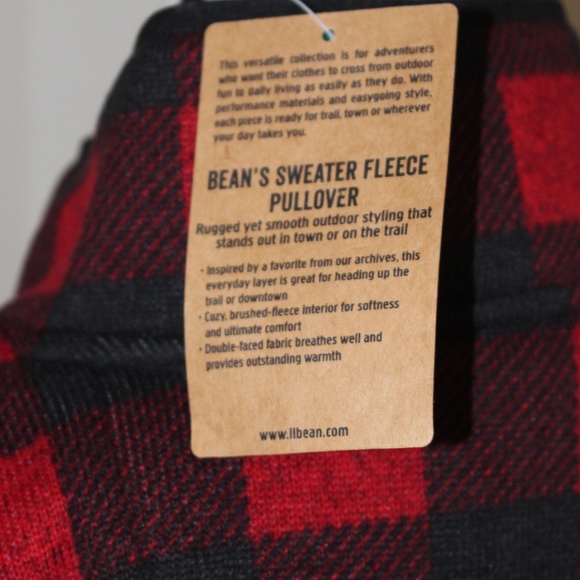 This versatile collection is for adventurers
who want their clothes to cross from outdoor
fun to daily living as easily as they do. With
performance materials and easygoing style,
each piece is ready for trail, town or wherever
your day takes you.
BEAN'S SWEATER FLEECE
PULLOVER
Rugged yet smooth outdoor styling that
stands out in town or on the trail
· Inspired by a favorite from our archives, this
everyday layer is great for heading up the
trail or downtown
· Cozy, brushed-fleece interior for softness
and ultimate comfort
· Double-faced fabric breathes well and
provides outstanding warmth
www.llbean.com